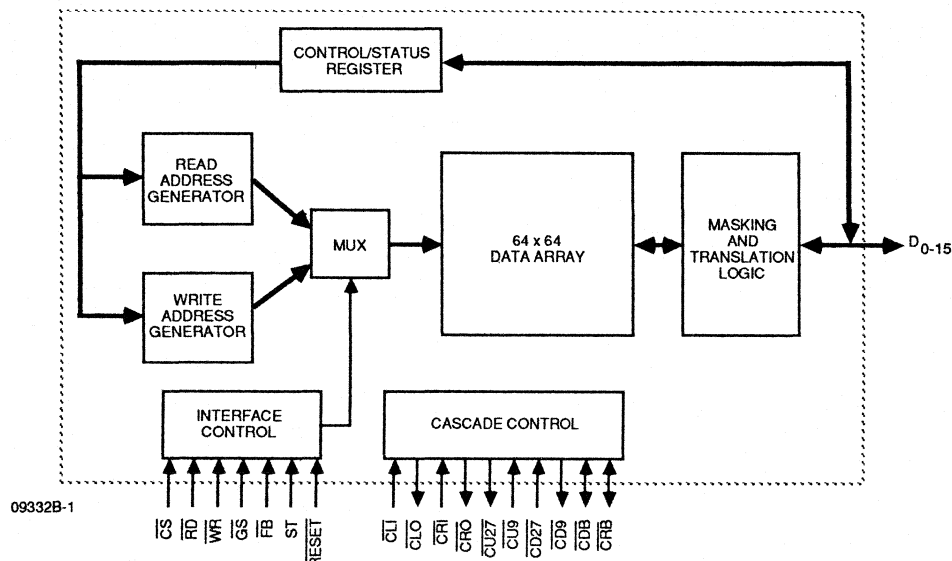 CONTROL/STATUS
REGISTER
READ
ADDRESS
GENERATOR
MUX
64 x 64
DATA ARRAY
MASKING
AND
TRANSLATION
LOGIC
D0-15
WRITE
ADDRESS
GENERATOR
INTERFACE
CONTROL
CASCADE CONTROL
09332B-1
CS
RD
WR
GS
FB
ST
RESET
CLI
CLO
CRI
CRO
CU27
CU9
CD27
CD9
CDB
CRB